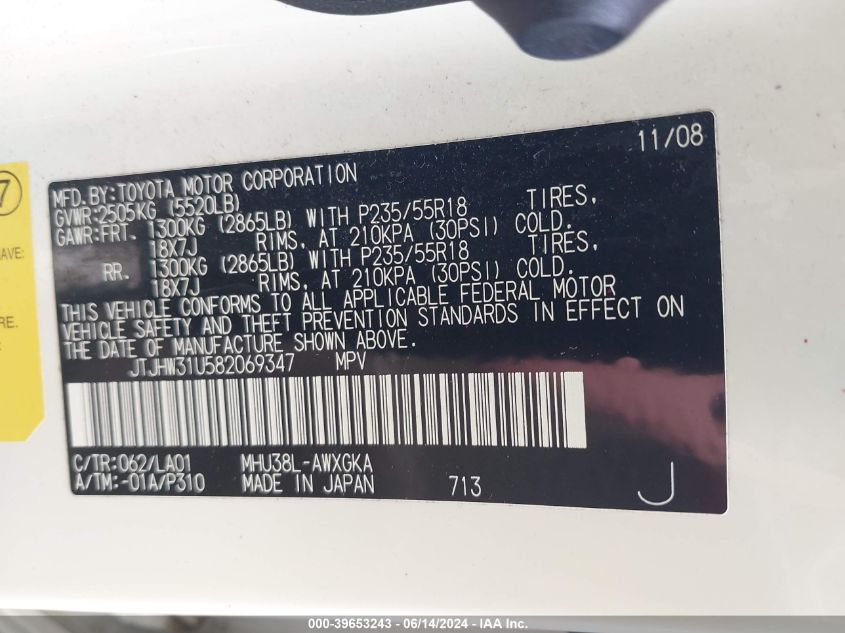 11/08
MFD.BY:TOYOTA MOTOR CORPORATION
GVWR:2505KG (5520LB)
GAWR:FRT. 1300KG (2865LB) WITH P235/55R18 TIRES,
18X7J RIMS, AT 210KPA (30PSI) COLD.
RR. 1300KG (2865LB) WITH P235/55R18 TIRES,
18X7J RIMS, AT 210KPA (30PSI) COLD.
THIS VEHICLE CONFORMS TO ALL APPLICABLE FEDERAL MOTOR
VEHICLE SAFETY AND THEFT PREVENTION STANDARDS IN EFFECT ON
THE DATE OF MANUFACTURE SHOWN ABOVE.
JTJHW31U582069347 MPV
C/TR:062/LA01 MHU38L-AWXGKA
A/TM:-01A/P310 MADE IN JAPAN 713 J
7
AVE:
RE.
000-39653243 - 06/14/2024 - IAA Inc.